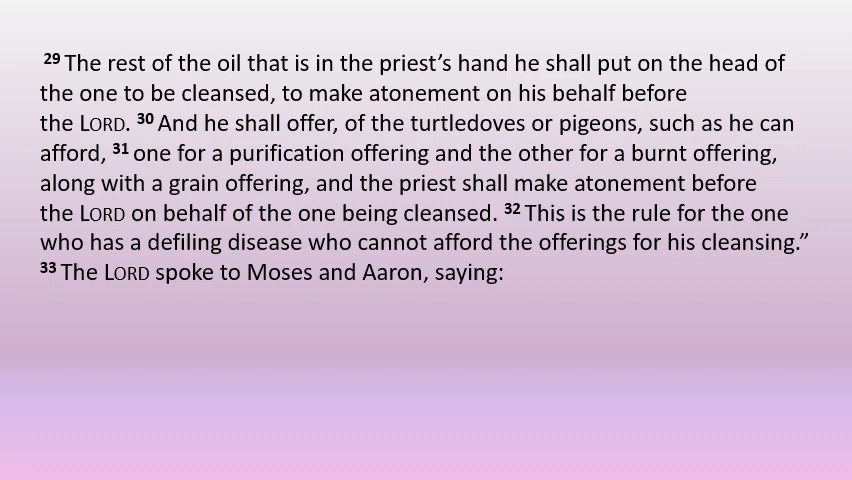 29 The rest of the oil that is in the priest’s hand he shall put on the head of
the one to be cleansed, to make atonement on his behalf before
the LORD. 30 And he shall offer, of the turtledoves or pigeons, such as he can
afford, 31 one for a purification offering and the other for a burnt offering,
along with a grain offering, and the priest shall make atonement before
the LORD on behalf of the one being cleansed. 32 This is the rule for the one
who has a defiling disease who cannot afford the offerings for his cleansing.”
33 The LORD spoke to Moses and Aaron, saying: